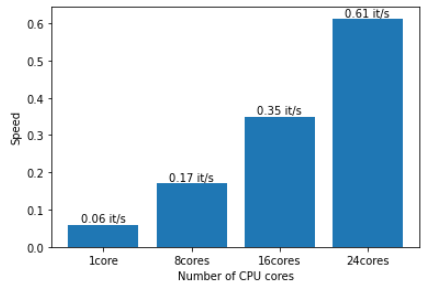 0.61 it/s
0.6
0.5
0.4
0.35 it/s
0.3
0.2
0.17 it/s
0.1
0.06 it/s
0.0
Speed
1core 8cores 16cores 24cores
Number of CPU cores